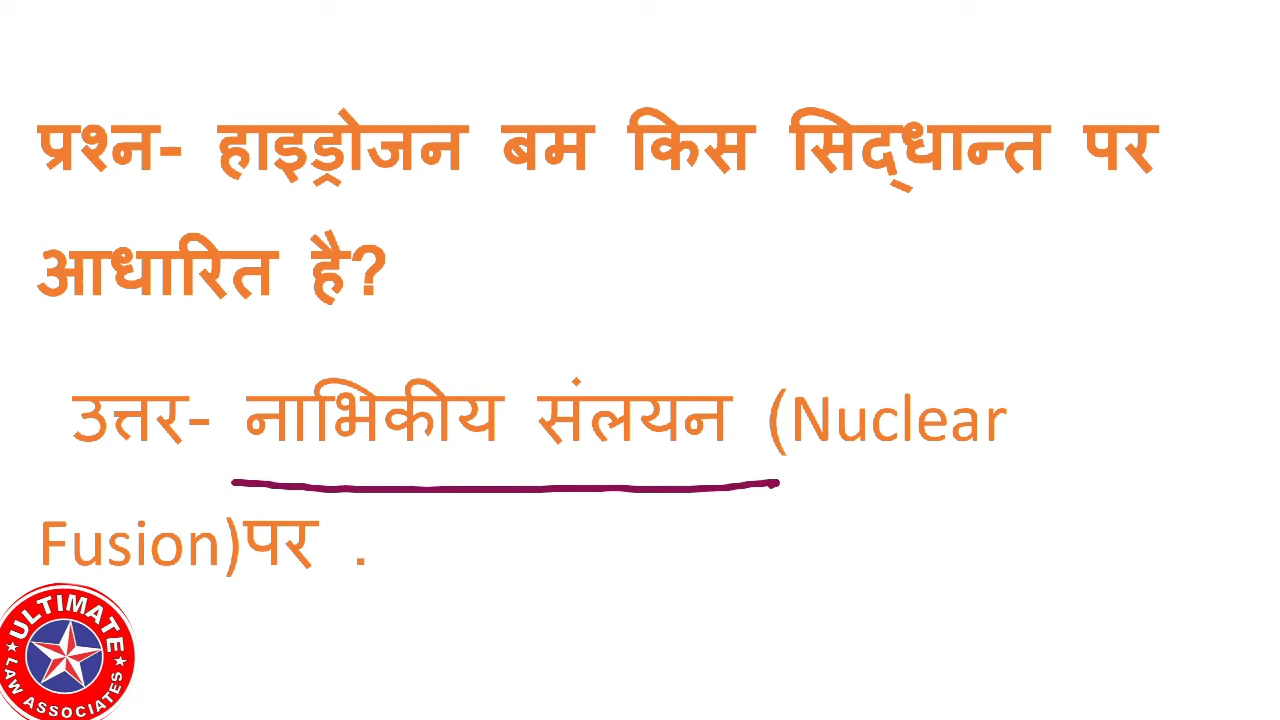 प्रश्न- हाइड्रोजन बम किस सिद्धान्त पर
आधारित है?
उत्तर- नाभिकीय संलयन (Nuclear
Fusion)पर .
ULTIMATE
LAW ASSOCIATES